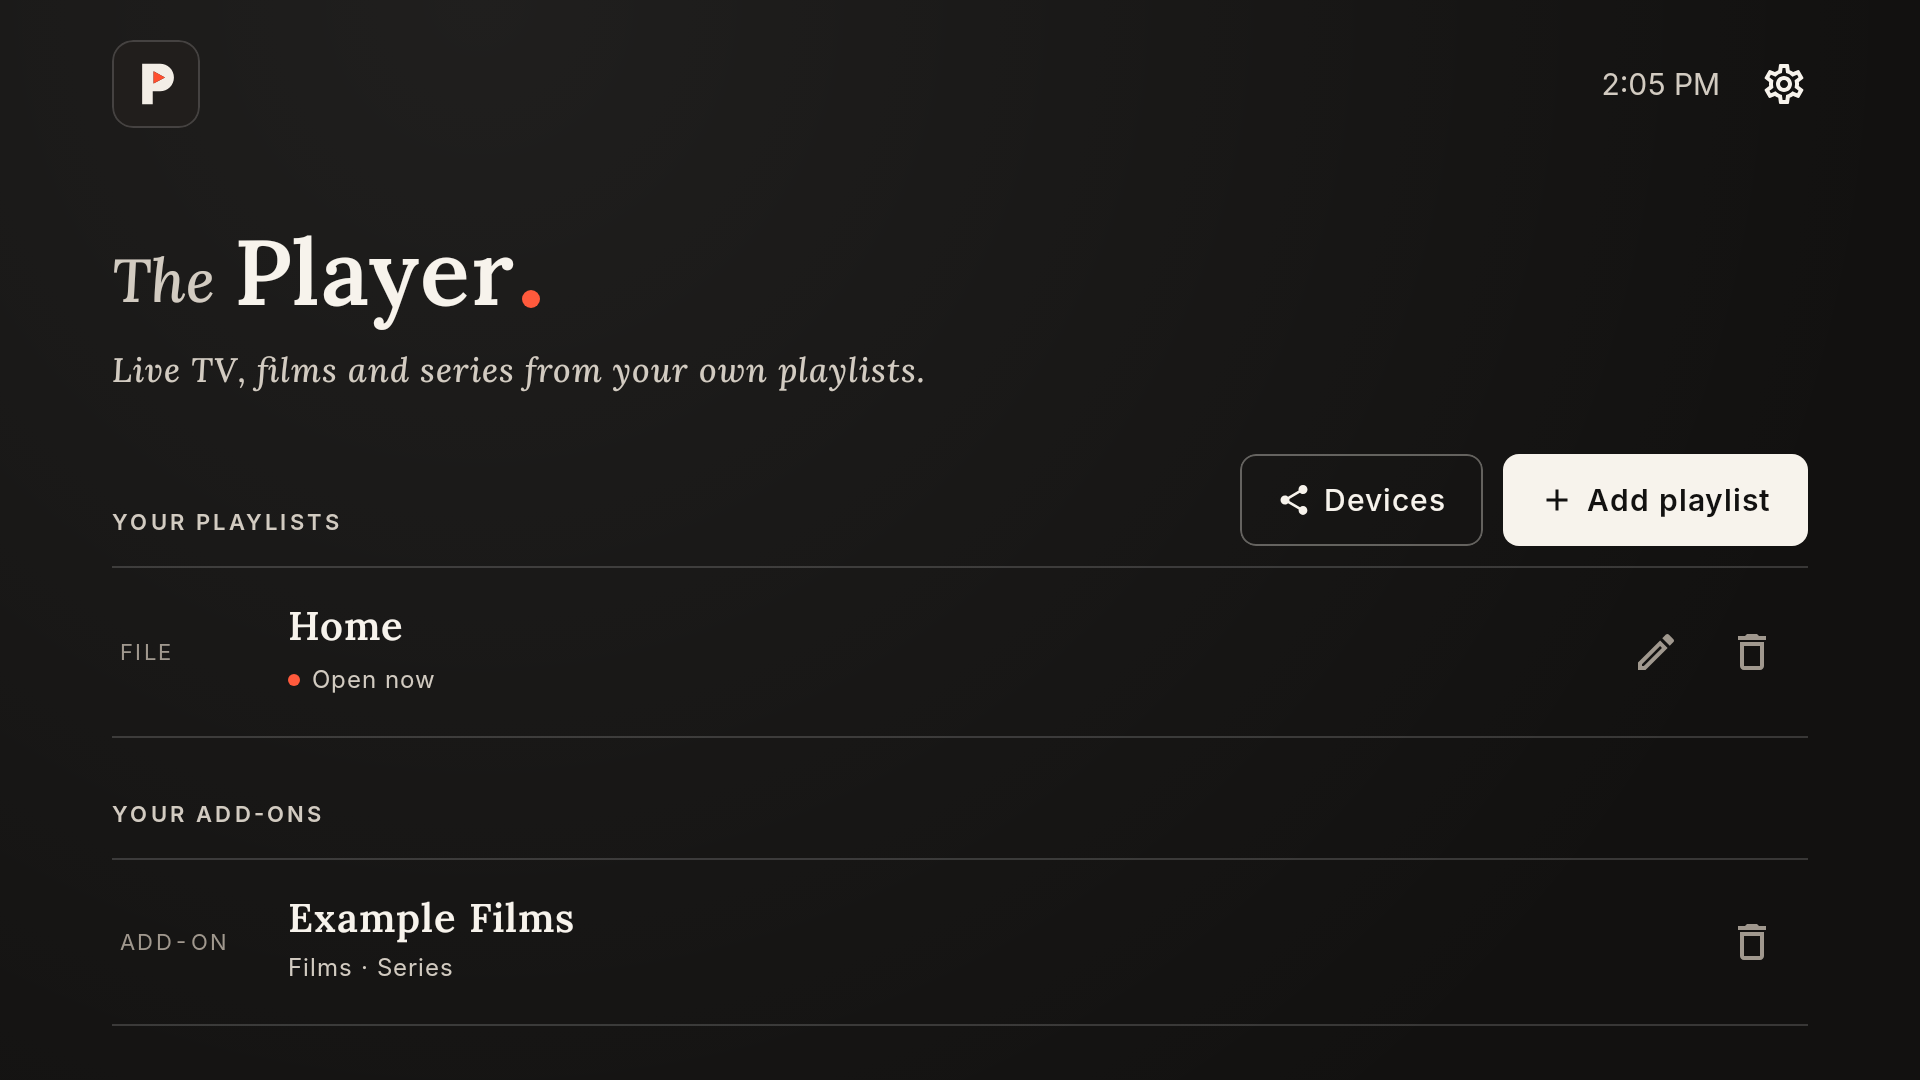 P
2:05 PM
The Player.
Live TV, films and series from your own playlists.
YOUR PLAYLISTS
Devices
+ Add playlist
FILE
Home
Open now
YOUR ADD-ONS
ADD-ON
Example Films
Films · Series